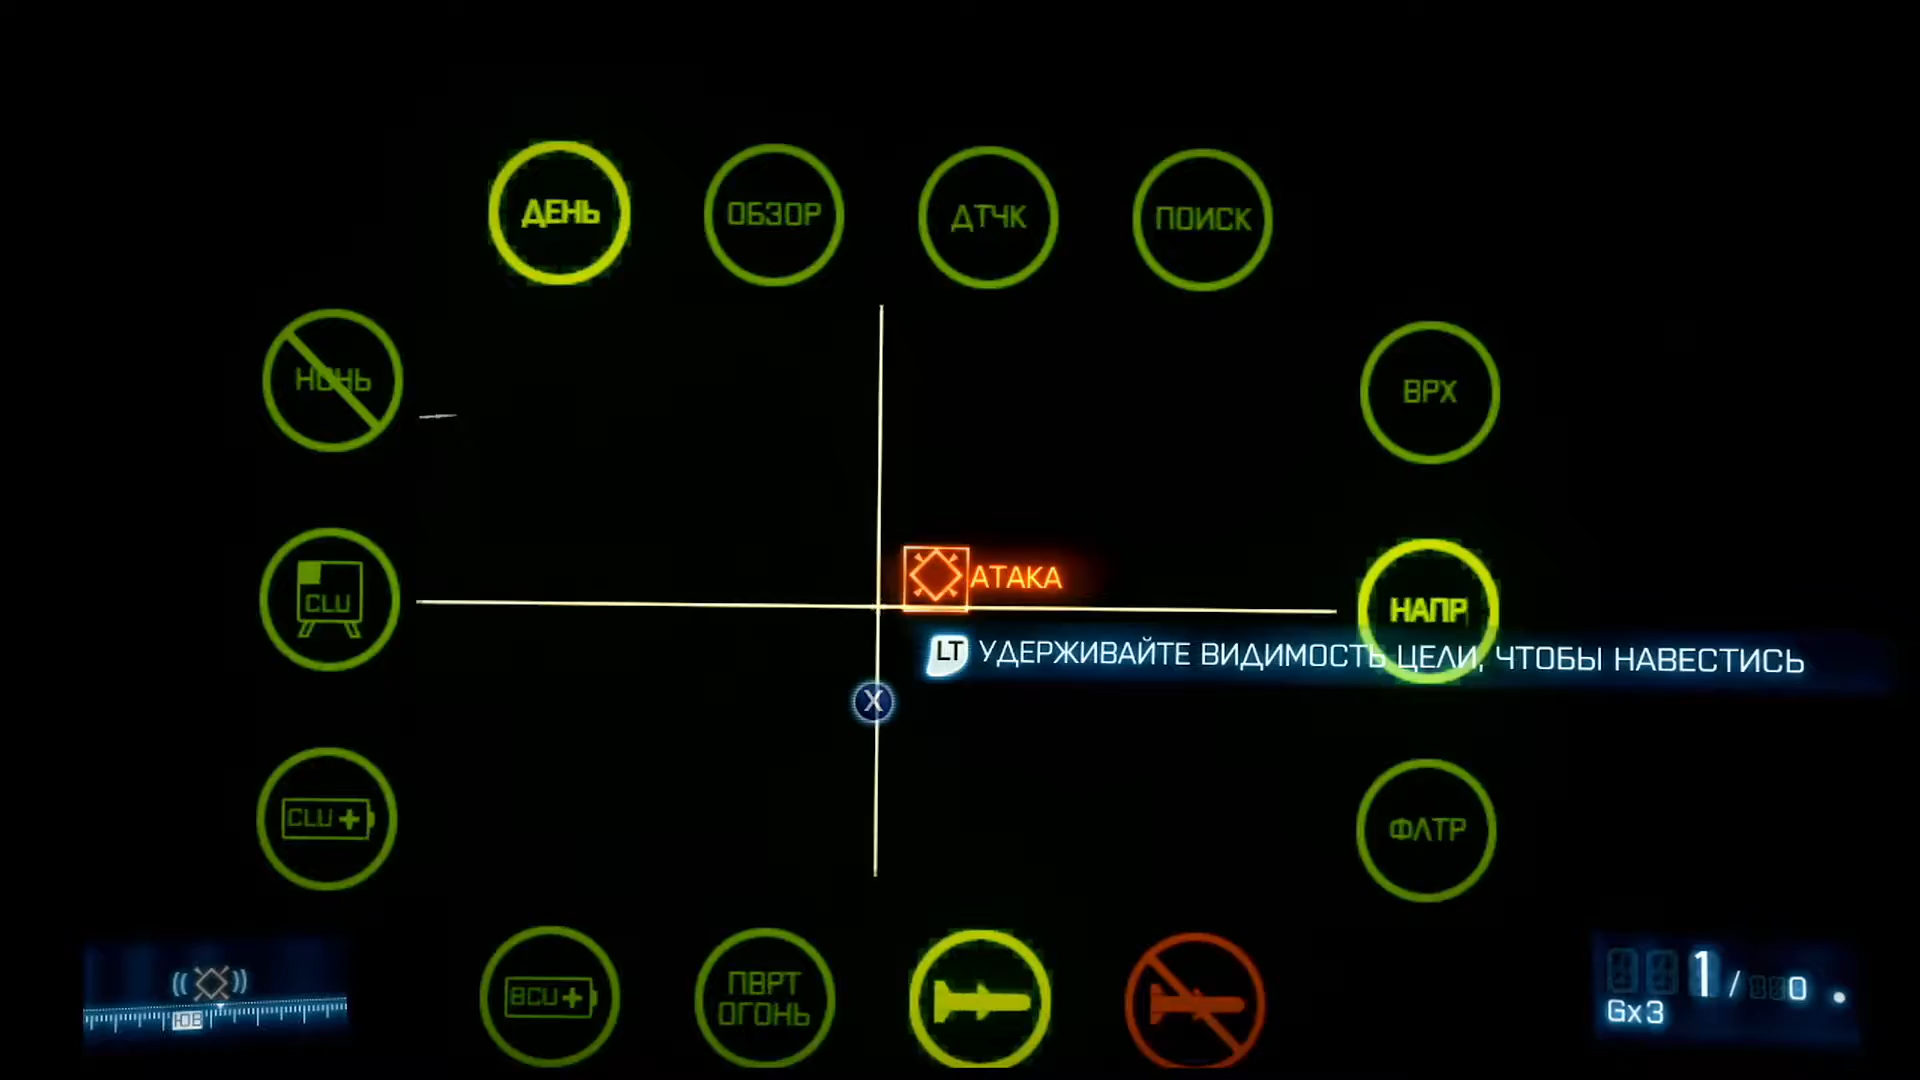 ДЕНЬ
ОБЗОР
ДТЧК
ПОИСК
НОЧЬ
ВРХ
CLU
АТАКА
НАПР
LT УДЕРЖИВАЙТЕ ВИДИМОСТЬ ЦЕЛИ, ЧТОБЫ НАВЕСТИСЬ
X
CLU+
ФЛТР
BCU+
ПВРТ
ОГОНЬ
ЮВ
1/0
Gx3